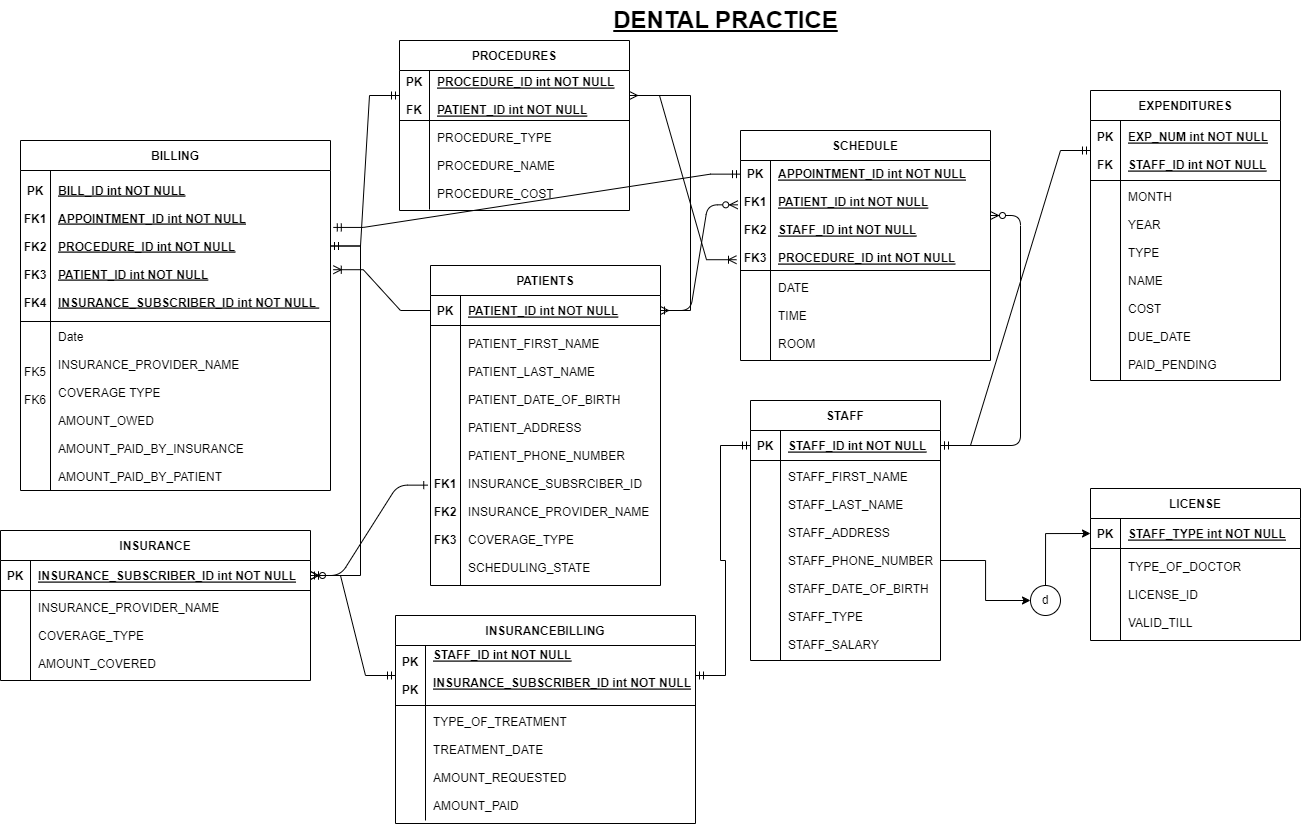 DENTAL PRACTICE
PROCEDURES
PK PROCEDURE_ID int NOT NULL
FK PATIENT_ID int NOT NULL
PROCEDURE_TYPE
PROCEDURE_NAME
PROCEDURE_COST
EXPENDITURES
PK EXP_NUM int NOT NULL
FK STAFF_ID int NOT NULL
MONTH
YEAR
TYPE
NAME
COST
DUE_DATE
PAID_PENDING
BILLING
PK BILL_ID int NOT NULL
FK1 APPOINTMENT_ID int NOT NULL
FK2 PROCEDURE_ID int NOT NULL
FK3 PATIENT_ID int NOT NULL
FK4 INSURANCE_SUBSCRIBER_ID int NOT NULL
Date
FK5 INSURANCE_PROVIDER_NAME
FK6 COVERAGE TYPE
AMOUNT_OWED
AMOUNT_PAID_BY_INSURANCE
AMOUNT_PAID_BY_PATIENT
SCHEDULE
PK APPOINTMENT_ID int NOT NULL
FK1 PATIENT_ID int NOT NULL
FK2 STAFF_ID int NOT NULL
FK3 PROCEDURE_ID int NOT NULL
DATE
TIME
ROOM
PATIENTS
PK PATIENT_ID int NOT NULL
PATIENT_FIRST_NAME
PATIENT_LAST_NAME
PATIENT_DATE_OF_BIRTH
PATIENT_ADDRESS
PATIENT_PHONE_NUMBER
FK1 INSURANCE_SUBSRCIBER_ID
FK2 INSURANCE_PROVIDER_NAME
FK3 COVERAGE_TYPE
SCHEDULING_STATE
STAFF
PK STAFF_ID int NOT NULL
STAFF_FIRST_NAME
STAFF_LAST_NAME
STAFF_ADDRESS
STAFF_PHONE_NUMBER
STAFF_DATE_OF_BIRTH
STAFF_TYPE
STAFF_SALARY
d
LICENSE
PK STAFF_TYPE int NOT NULL
TYPE_OF_DOCTOR
LICENSE_ID
VALID_TILL
INSURANCE
PK INSURANCE_SUBSCRIBER_ID int NOT NULL
INSURANCE_PROVIDER_NAME
COVERAGE_TYPE
AMOUNT_COVERED
INSURANCEBILLING
PK STAFF_ID int NOT NULL
PK INSURANCE_SUBSCRIBER_ID int NOT NULL
TYPE_OF_TREATMENT
TREATMENT_DATE
AMOUNT_REQUESTED
AMOUNT_PAID